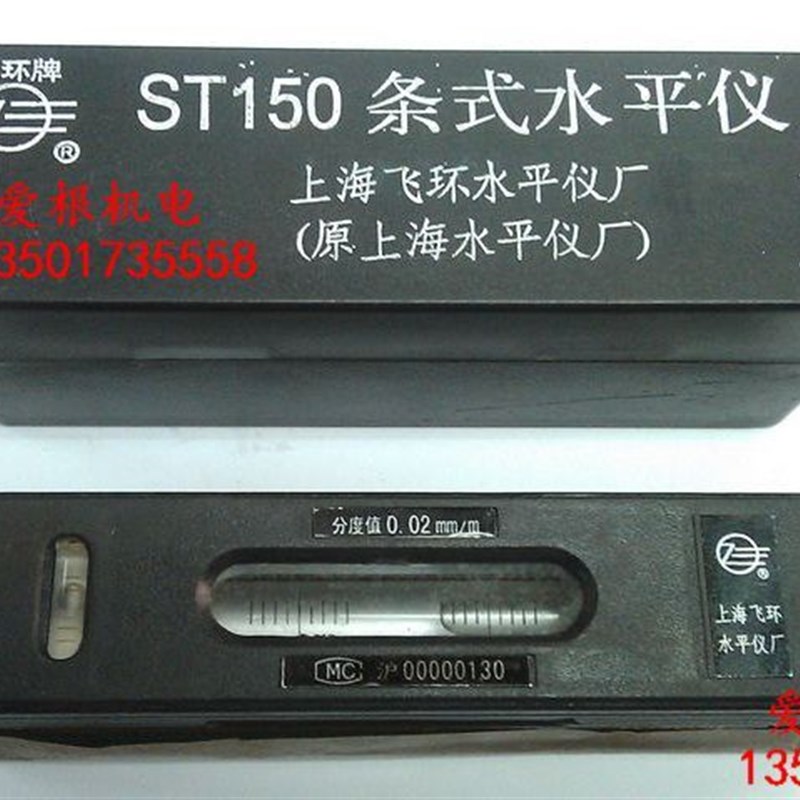 环牌
ST150 条式水平仪
®
上海飞环水平仪厂
(原上海水平仪厂)
爱根机电
3501735558
分度值 0.02 mm/m
®
上海飞环
水平仪厂
MC 沪 00000130
爱
135